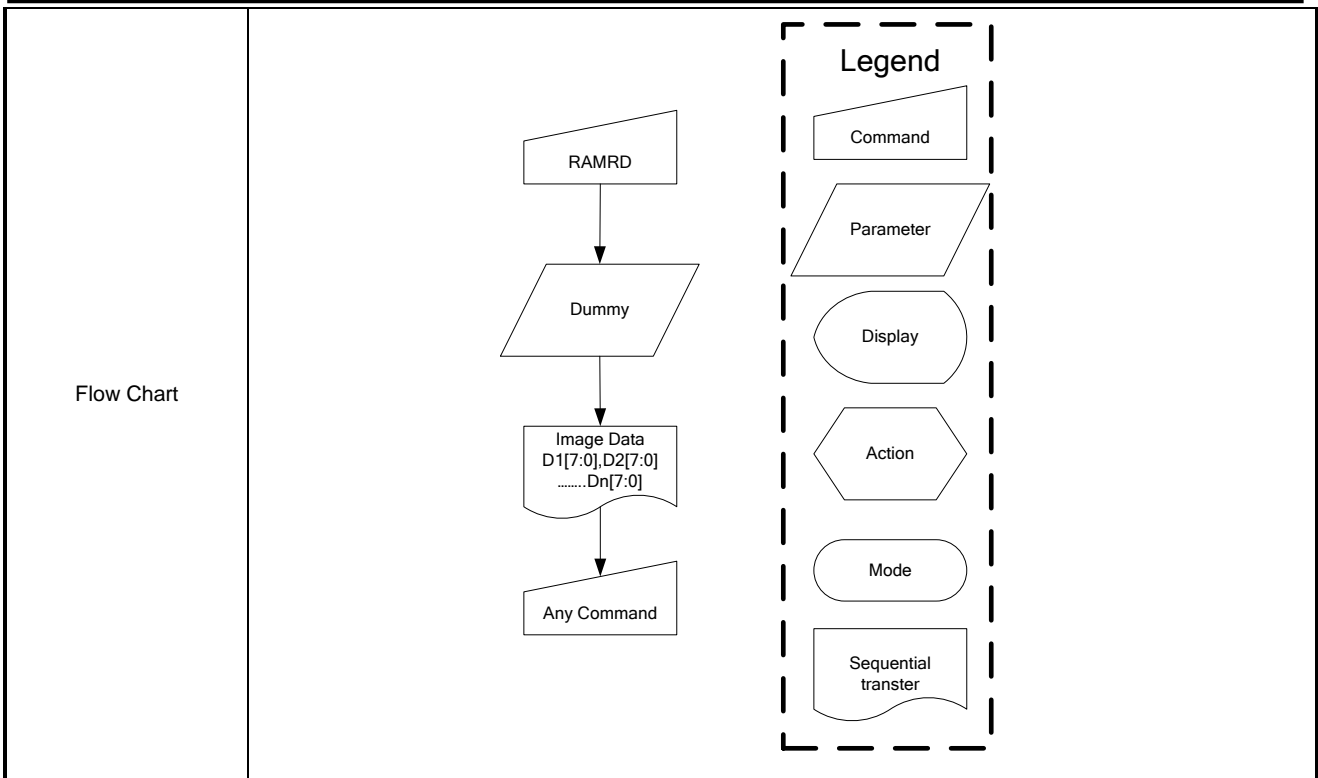 Flow Chart
RAMRD
Dummy
Image Data
D1[7:0],D2[7:0]
........Dn[7:0]
Any Command
Legend
Command
Parameter
Display
Action
Mode
Sequential
transter